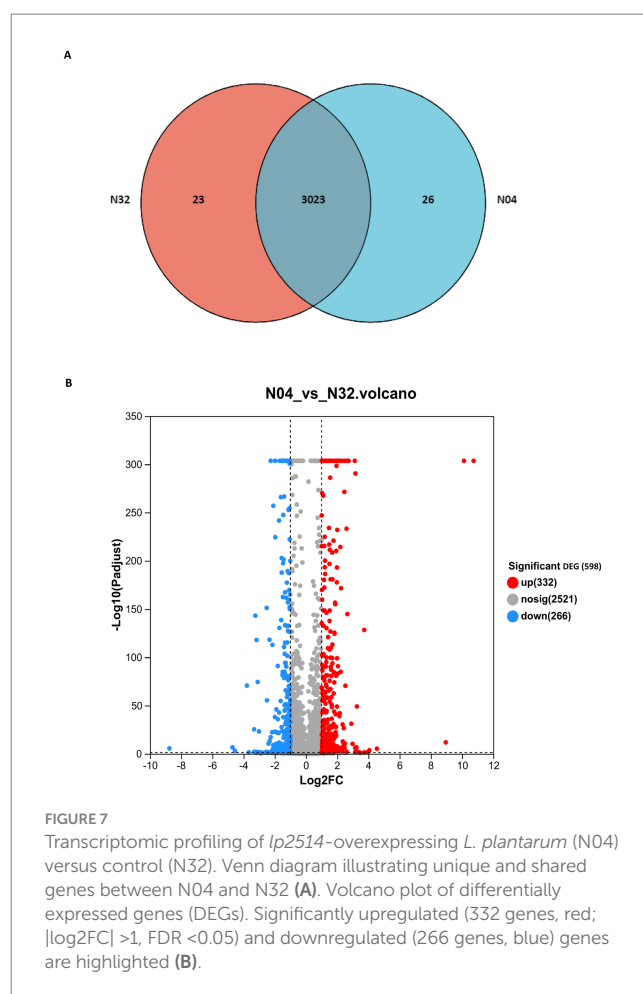 A
N32
23
3023
26
N04
B
N04_vs_N32.volcano
350
300
250
200
150
100
50
0
-Log10(Padjust)
-10 -8 -6 -4 -2 0 2 4 6 8 10 12
Log2FC
Significant DEG (598)
up(332)
nosig(2521)
down(266)
FIGURE 7
Transcriptomic profiling of lp2514-overexpressing L. plantarum (N04)
versus control (N32). Venn diagram illustrating unique and shared
genes between N04 and N32 (A). Volcano plot of differentially
expressed genes (DEGs). Significantly upregulated (332 genes, red;
|log2FC| >1, FDR <0.05) and downregulated (266 genes, blue) genes
are highlighted (B).